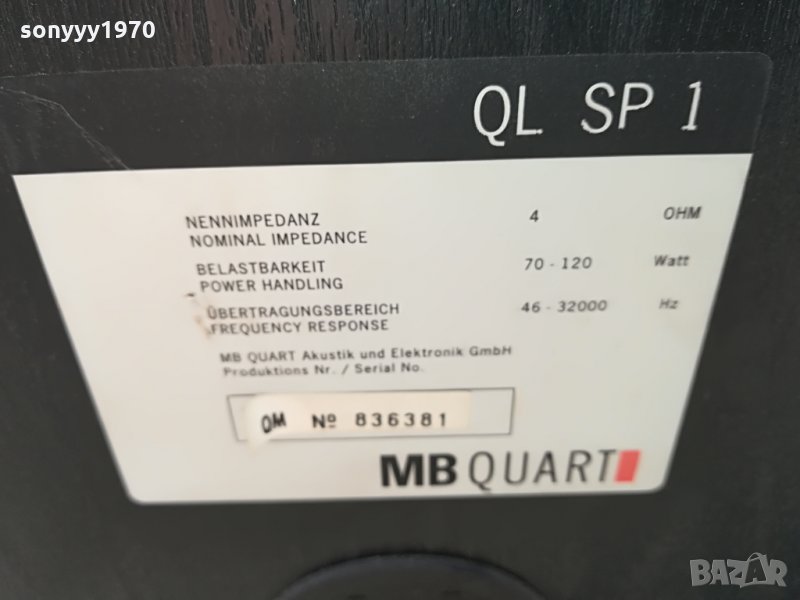 sonyyy1970
QL SP 1
NENNIMPEDANZ 4 OHM
NOMINAL IMPEDANCE
BELASTBARKEIT 70 - 120 Watt
POWER HANDLING
ÜBERTRAGUNGSBEREICH 46 - 32000 Hz
FREQUENCY RESPONSE
MB QUART Akustik und Elektronik GmbH
Produktions Nr. / Serial No.
OM Nº 836381
MB QUART
BAZAR